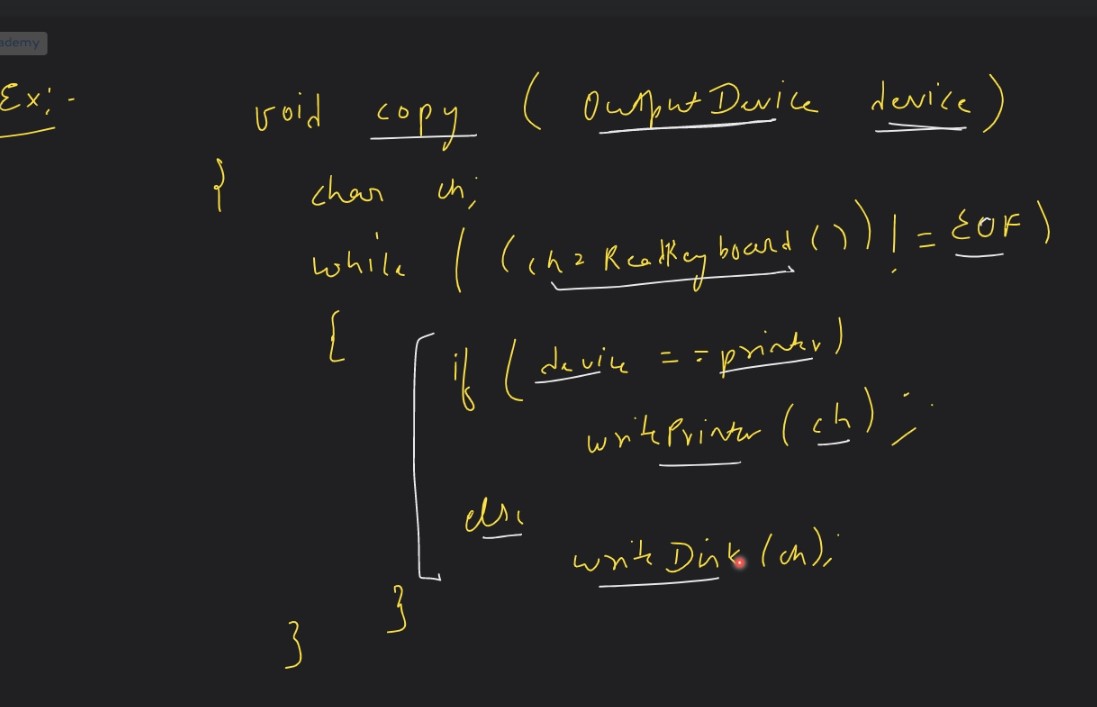 ademy
Ex:-
void copy ( OutputDevice device )
{ char ch;
while ( (ch = ReadKeyboard ( ) ) != EOF )
{
if ( device == printer )
writePrinter ( ch ) ;
else
writeDisk (ch);
}
}